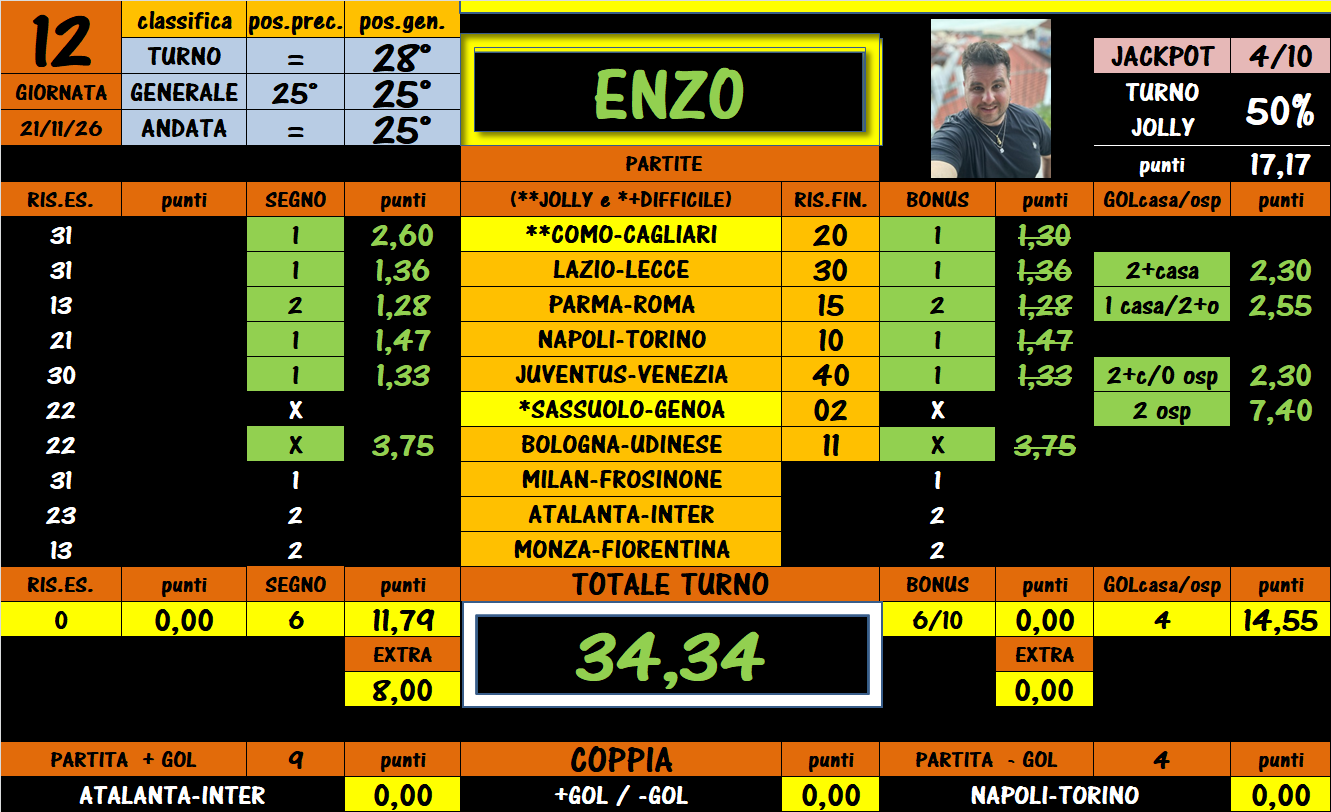 12 classifica pos.prec. pos.gen.
TURNO = 28°
GIORNATA GENERALE 25° 25°
21/11/26 ANDATA = 25°
ENZO
JACKPOT 4/10
TURNO JOLLY 50%
punti 17,17
PARTITE
RIS.ES. punti SEGNO punti (**JOLLY e *+DIFFICILE) RIS.FIN. BONUS punti GOLcasa/osp punti
31 1 2,60 **COMO-CAGLIARI 20 1 1,30
31 1 1,36 LAZIO-LECCE 30 1 1,36 2+casa 2,30
13 2 1,28 PARMA-ROMA 15 2 1,28 1 casa/2+o 2,55
21 1 1,47 NAPOLI-TORINO 10 1 1,47
30 1 1,33 JUVENTUS-VENEZIA 40 1 1,33 2+c/0 osp 2,30
22 X *SASSUOLO-GENOA 02 X 2 osp 7,40
22 X 3,75 BOLOGNA-UDINESE 11 X 3,75
31 1 MILAN-FROSINONE 1
23 2 ATALANTA-INTER 2
13 2 MONZA-FIORENTINA 2
RIS.ES. punti SEGNO punti TOTALE TURNO BONUS punti GOLcasa/osp punti
0 0,00 6 11,79 6/10 0,00 4 14,55
34,34
EXTRA EXTRA
8,00 0,00
PARTITA + GOL 9 punti COPPIA punti PARTITA - GOL 4 punti
ATALANTA-INTER 0,00 +GOL / -GOL 0,00 NAPOLI-TORINO 0,00